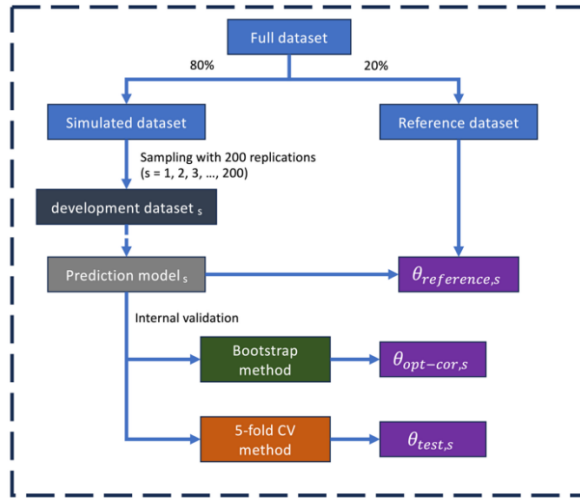 Full dataset
80%
20%
Simulated dataset
Reference dataset
Sampling with 200 replications
(s = 1, 2, 3, ..., 200)
development dataset s
Prediction model s
θreference,s
Internal validation
Bootstrap
method
θopt−cor,s
5-fold CV
method
θtest,s